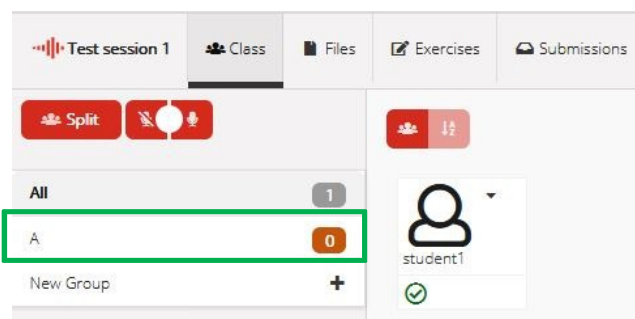 Test session 1 Class Files Exercises Submissions
Split
All 1
A 0
New Group +
student1